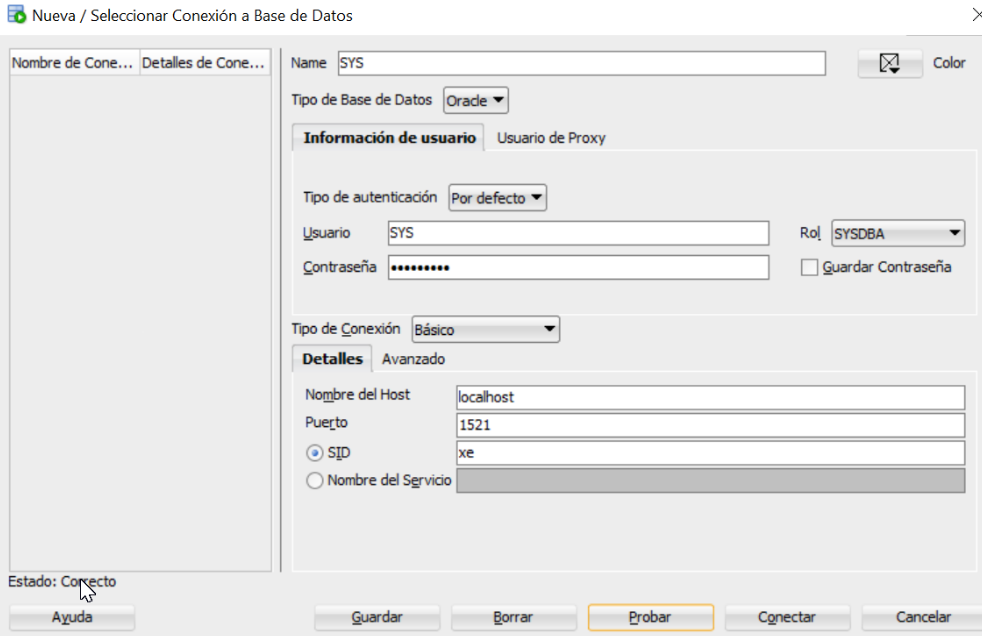 Nueva / Seleccionar Conexión a Base de Datos
Nombre de Cone... Detalles de Cone...
Name SYS Color
Tipo de Base de Datos Oracle
Información de usuario Usuario de Proxy
Tipo de autenticación Por defecto
Usuario SYS Rol SYSDBA
Contraseña ••••••••• Guardar Contraseña
Tipo de Conexión Básico
Detalles Avanzado
Nombre del Host localhost
Puerto 1521
SID xe
Nombre del Servicio
Estado: Correcto
Ayuda Guardar Borrar Probar Conectar Cancelar